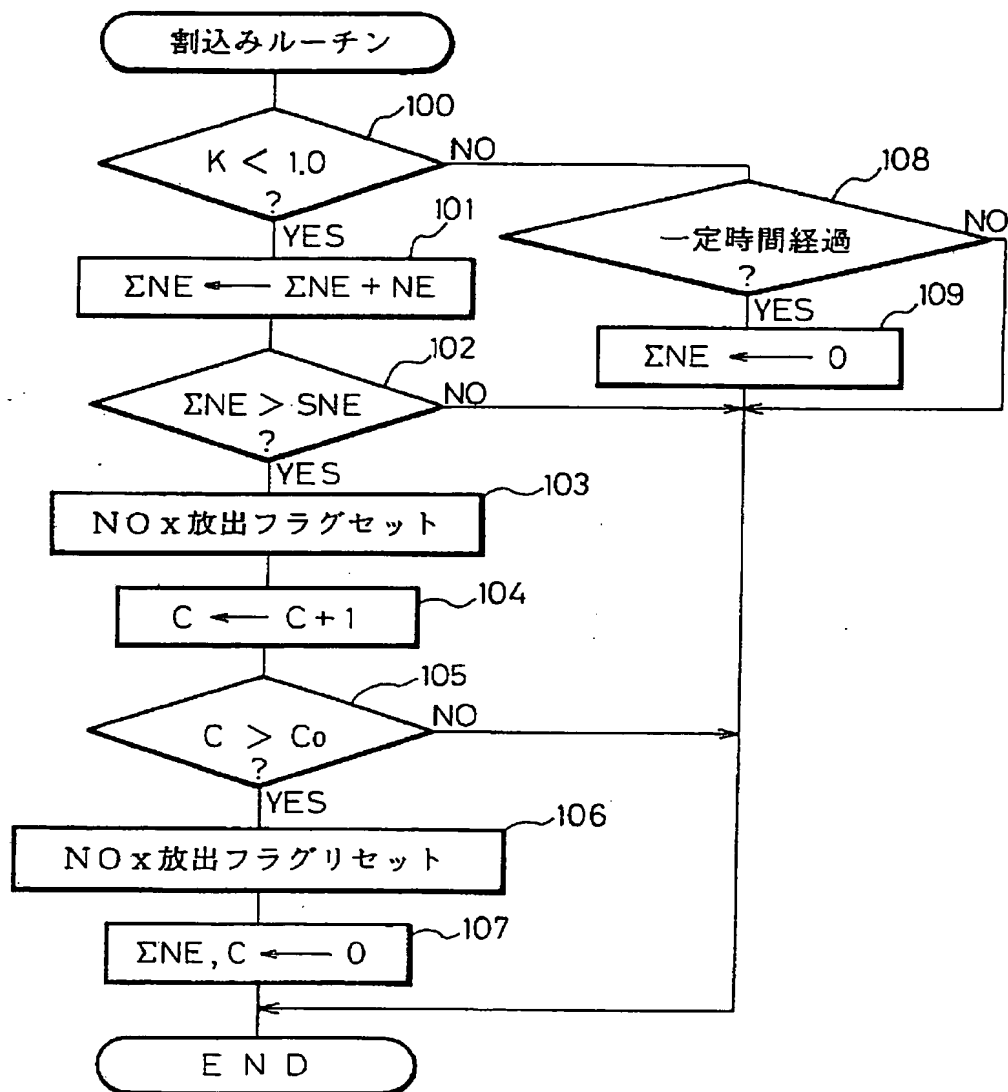 割込みルーチン
100
K < 1.0
?
NO
YES
108
一定時間経過
?
NO
YES
101
ΣNE ← ΣNE + NE
109
ΣNE ← 0
102
ΣNE > SNE
?
NO
YES
103
NOx放出フラグセット
104
C ← C + 1
105
C > Co
?
NO
YES
106
NOx放出フラグリセット
107
ΣNE, C ← 0
END